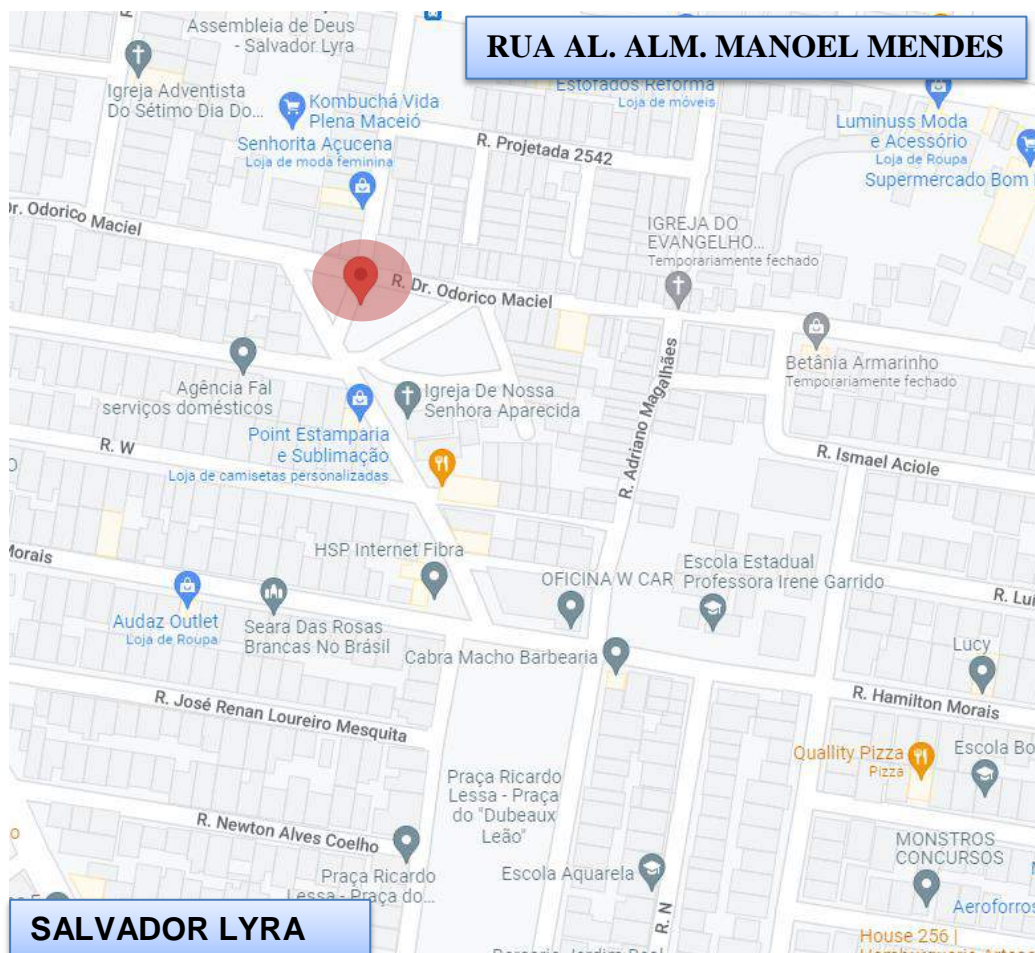 Assembleia de Deus
- Salvador Lyra
RUA AL. ALM. MANOEL MENDES
Igreja Adventista
Do Sétimo Dia Do...
Kombuchá Vida
Plena Maceió
Senhorita Açucena
Loja de moda feminina
Estofados Reforma
Loja de móveis
Luminuss Moda
e Acessório
Loja de Roupa
Supermercado Bom
R. Projetada 2542
Dr. Odorico Maciel
IGREJA DO
EVANGELHO...
Temporariamente fechado
R. Dr. Odorico Maciel
Betânia Armarinho
Temporariamente fechado
Agência Fal
serviços domésticos
Igreja De Nossa
Senhora Aparecida
R. Adriano Magalhães
Point Estamparia
e Sublimação
Loja de camisetas personalizadas
R. W
R. Ismael Aciole
Morais
HSP Internet Fibra
OFICINA W CAR
Escola Estadual
Professora Irene Garrido
R. Lui
Audaz Outlet
Loja de Roupa
Seara Das Rosas
Brancas No Brásil
Cabra Macho Barbearia
Lucy
R. José Renan Loureiro Mesquita
R. Hamilton Morais
Quallity Pizza
Pizza
Escola Bo
Praça Ricardo
Lessa - Praça
do "Dubeaux
Leão"
R. Newton Alves Coelho
MONSTROS
CONCURSOS
Praça Ricardo
Lessa - Praça do...
Escola Aquarela
R. N
Aeroforros
SALVADOR LYRA
House 256 |